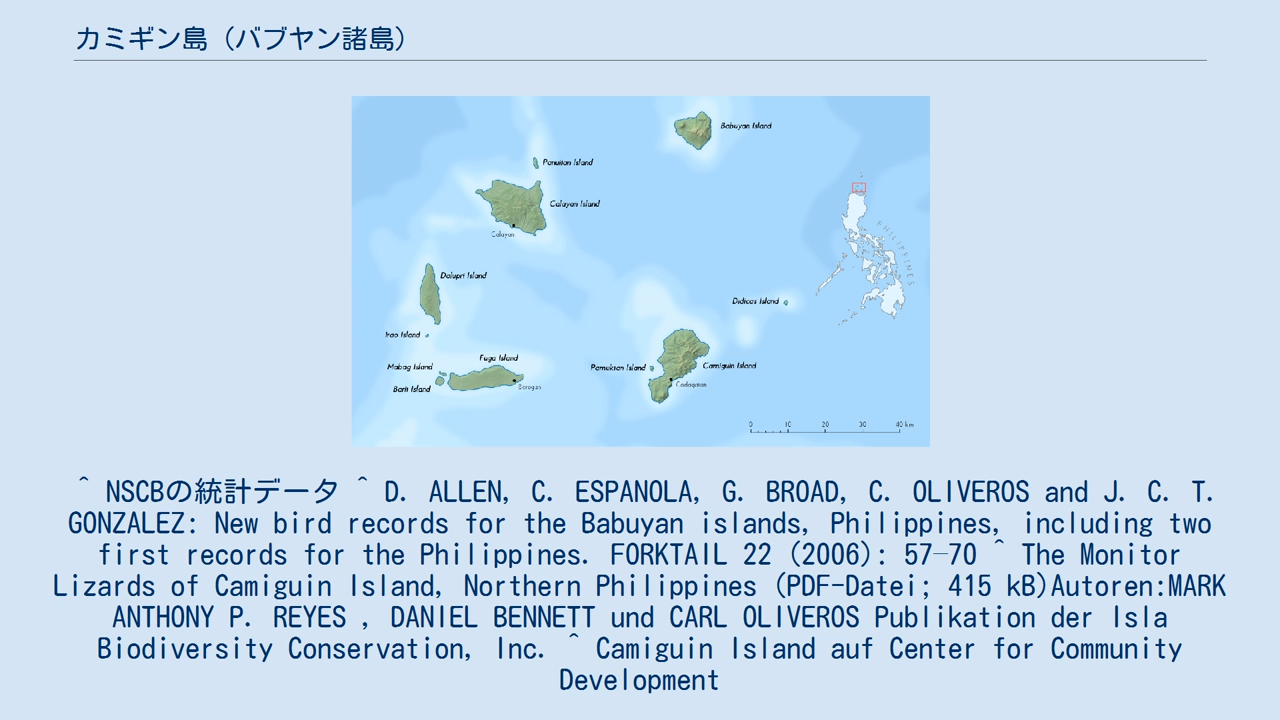 カミギン島（バブヤン諸島）
Babuyan Island
Panuitan Island
Calayan Island
Calayan
Dalupiri Island
Didicas Island
Irao Island
Fuga Island
Mabag Island
Barit Island
Pamuktan Island
Camiguin Island
PHILIPPINES
0 10 20 30 40 km
＾ NSCBの統計データ ＾ D. ALLEN, C. ESPANOLA, G. BROAD, C. OLIVEROS and J. C. T.
GONZALEZ: New bird records for the Babuyan islands, Philippines, including two
first records for the Philippines. FORKTAIL 22 (2006): 57–70 ＾ The Monitor
Lizards of Camiguin Island, Northern Philippines (PDF-Datei; 415 kB)Autoren:MARK
ANTHONY P. REYES , DANIEL BENNETT und CARL OLIVEROS Publikation der Isla
Biodiversity Conservation, Inc. ＾ Camiguin Island auf Center for Community
Development